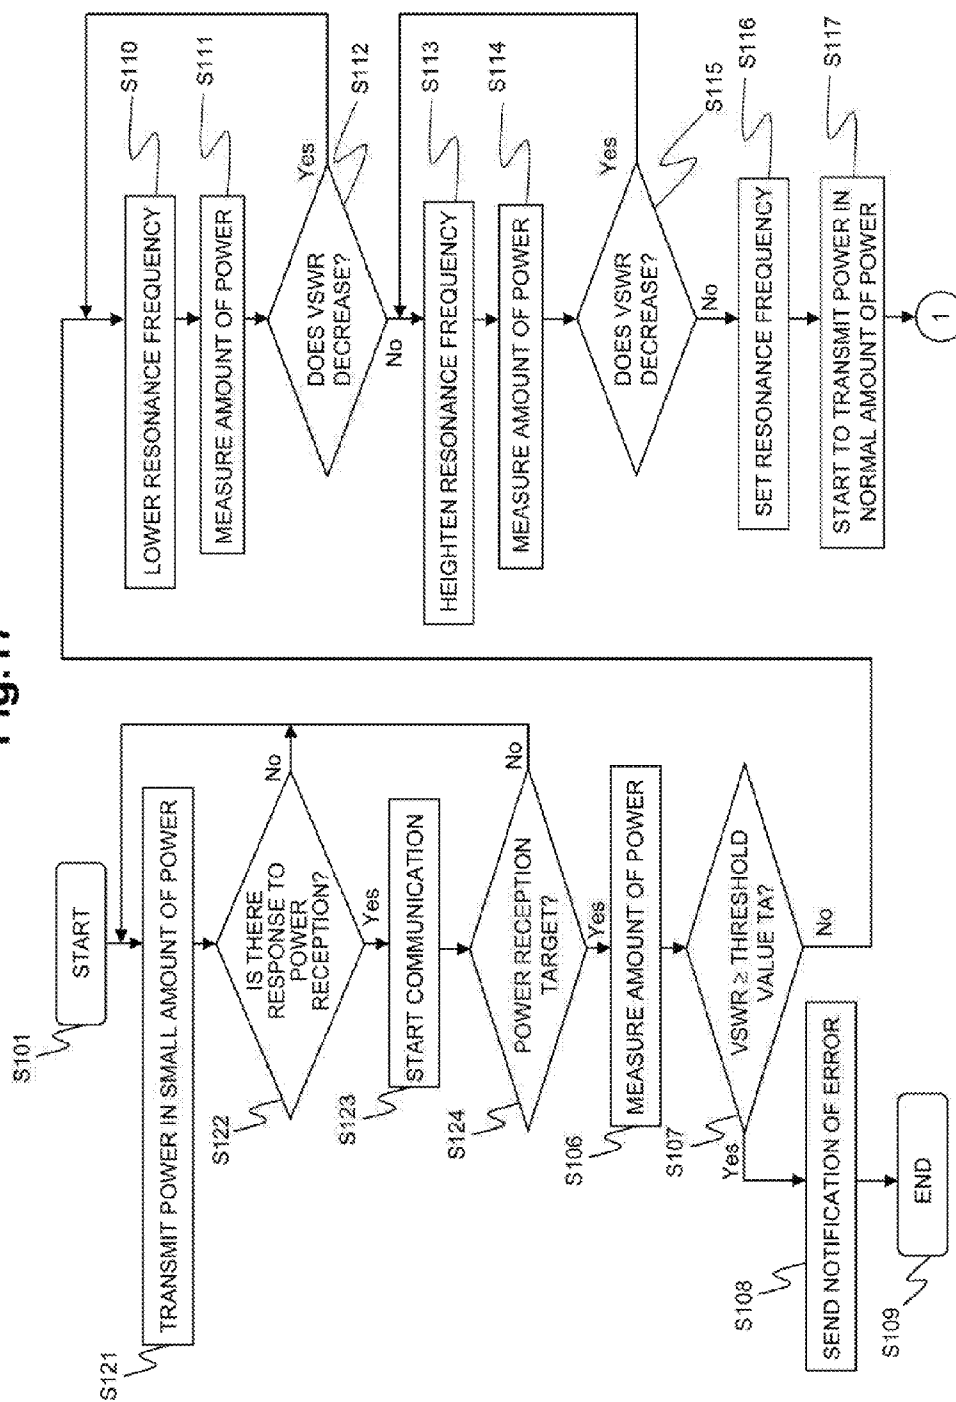 Fig.17
S101
START
S121
TRANSMIT POWER IN SMALL AMOUNT OF POWER
S122
IS THERE
RESPONSE TO
POWER
RECEPTION?
No
Yes
S123
START COMMUNICATION
S124
POWER RECEPTION
TARGET?
No
Yes
S106
MEASURE AMOUNT OF POWER
S107
VSWR ≥ THRESHOLD
VALUE TA?
Yes
No
S108
SEND NOTIFICATION OF ERROR
S109
END
S110
LOWER RESONANCE FREQUENCY
S111
MEASURE AMOUNT OF POWER
S112
DOES VSWR
DECREASE?
Yes
No
S113
HEIGHTEN RESONANCE FREQUENCY
S114
MEASURE AMOUNT OF POWER
S115
DOES VSWR
DECREASE?
Yes
No
S116
SET RESONANCE FREQUENCY
S117
START TO TRANSMIT POWER IN
NORMAL AMOUNT OF POWER
1